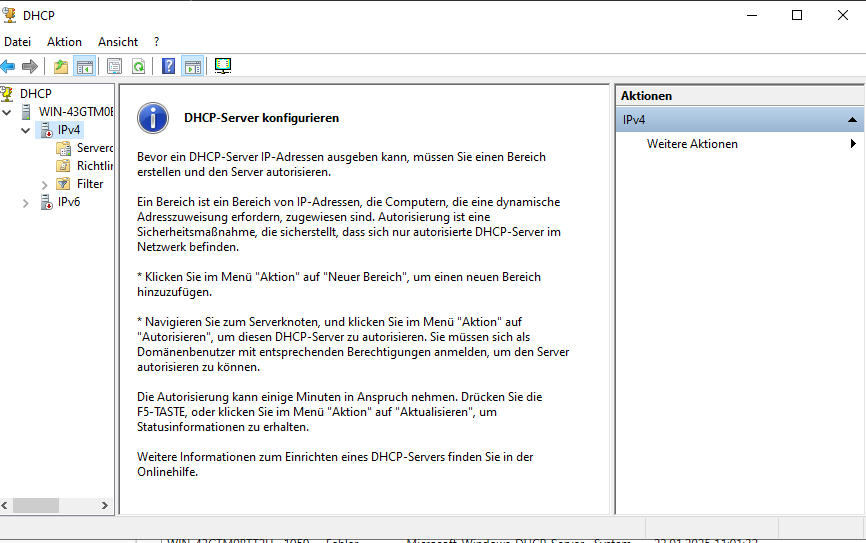 DHCP
Datei Aktion Ansicht ?
DHCP
WIN-43GTM0
IPv4
Richtli
Filter
IPv6
DHCP-Server konfigurieren
Bevor ein DHCP-Server IP-Adressen ausgeben kann, müssen Sie einen Bereich
erstellen und den Server autorisieren.
Ein Bereich ist ein Bereich von IP-Adressen, die Computern, die eine dynamische
Adresszuweisung erfordern, zugewiesen sind. Autorisierung ist eine
Sicherheitsmaßnahme, die sicherstellt, dass sich nur autorisierte DHCP-Server im
Netzwerk befinden.
* Klicken Sie im Menü "Aktion" auf "Neuer Bereich", um einen neuen Bereich
hinzuzufügen.
* Navigieren Sie zum Serverknoten, und klicken Sie im Menü "Aktion" auf
"Autorisieren", um diesen DHCP-Server zu autorisieren. Sie müssen sich als
Domänenbenutzer mit entsprechenden Berechtigungen anmelden, um den Server
autorisieren zu können.
Die Autorisierung kann einige Minuten in Anspruch nehmen. Drücken Sie die
F5-TASTE, oder klicken Sie im Menü "Aktion" auf "Aktualisieren", um
Statusinformationen zu erhalten.
Weitere Informationen zum Einrichten eines DHCP-Servers finden Sie in der
Onlinehilfe.
Aktionen
IPv4
Weitere Aktionen